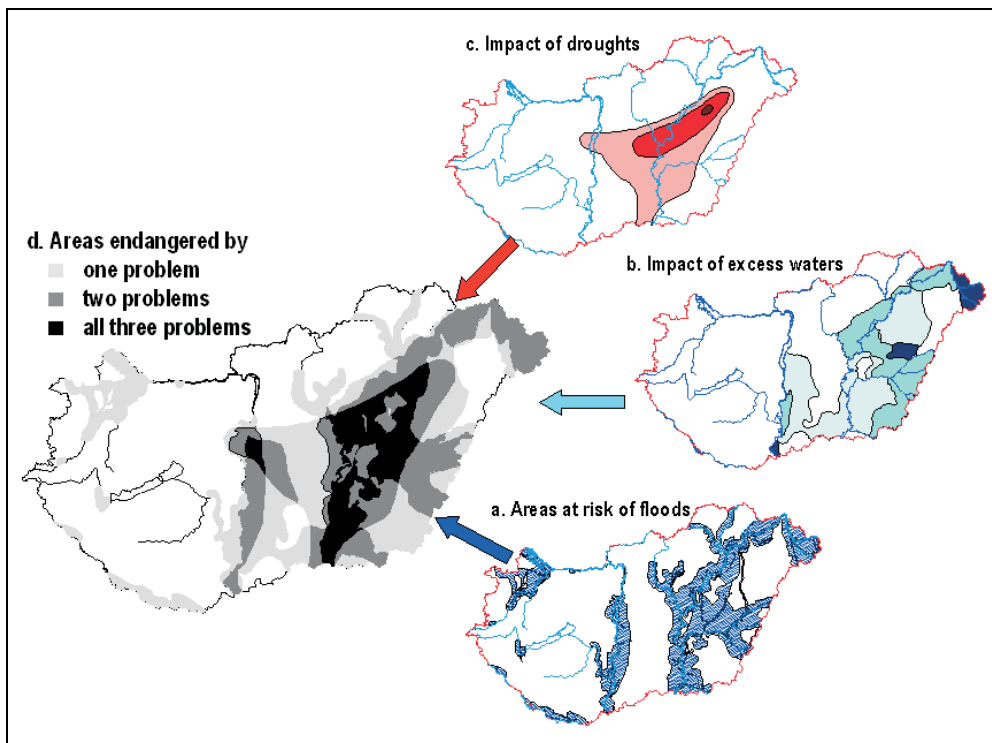 c. Impact of droughts
d. Areas endangered by
one problem
two problems
all three problems
b. Impact of excess waters
a. Areas at risk of floods